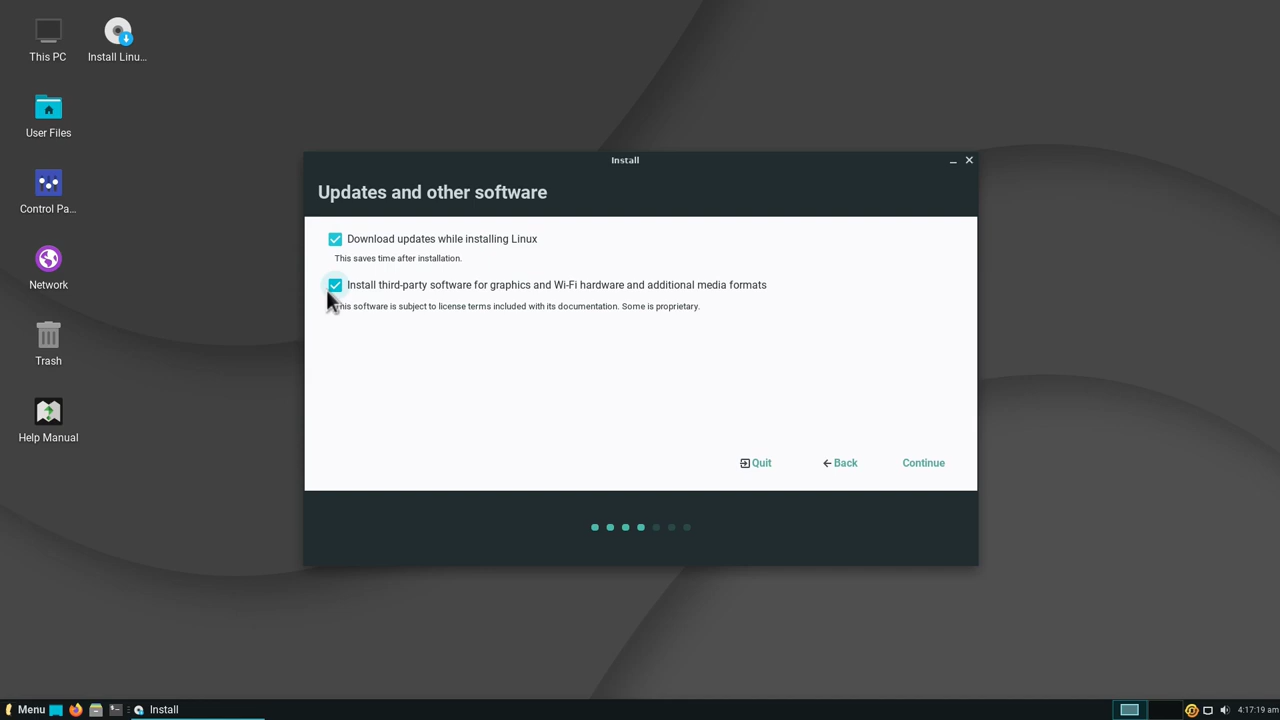 This PC
Install Linu...
User Files
Control Pa...
Network
Trash
Help Manual
Install
Updates and other software
Download updates while installing Linux
This saves time after installation.
Install third-party software for graphics and Wi-Fi hardware and additional media formats
This software is subject to license terms included with its documentation. Some is proprietary.
Quit
Back
Continue
Menu
Install
4:17:19 am